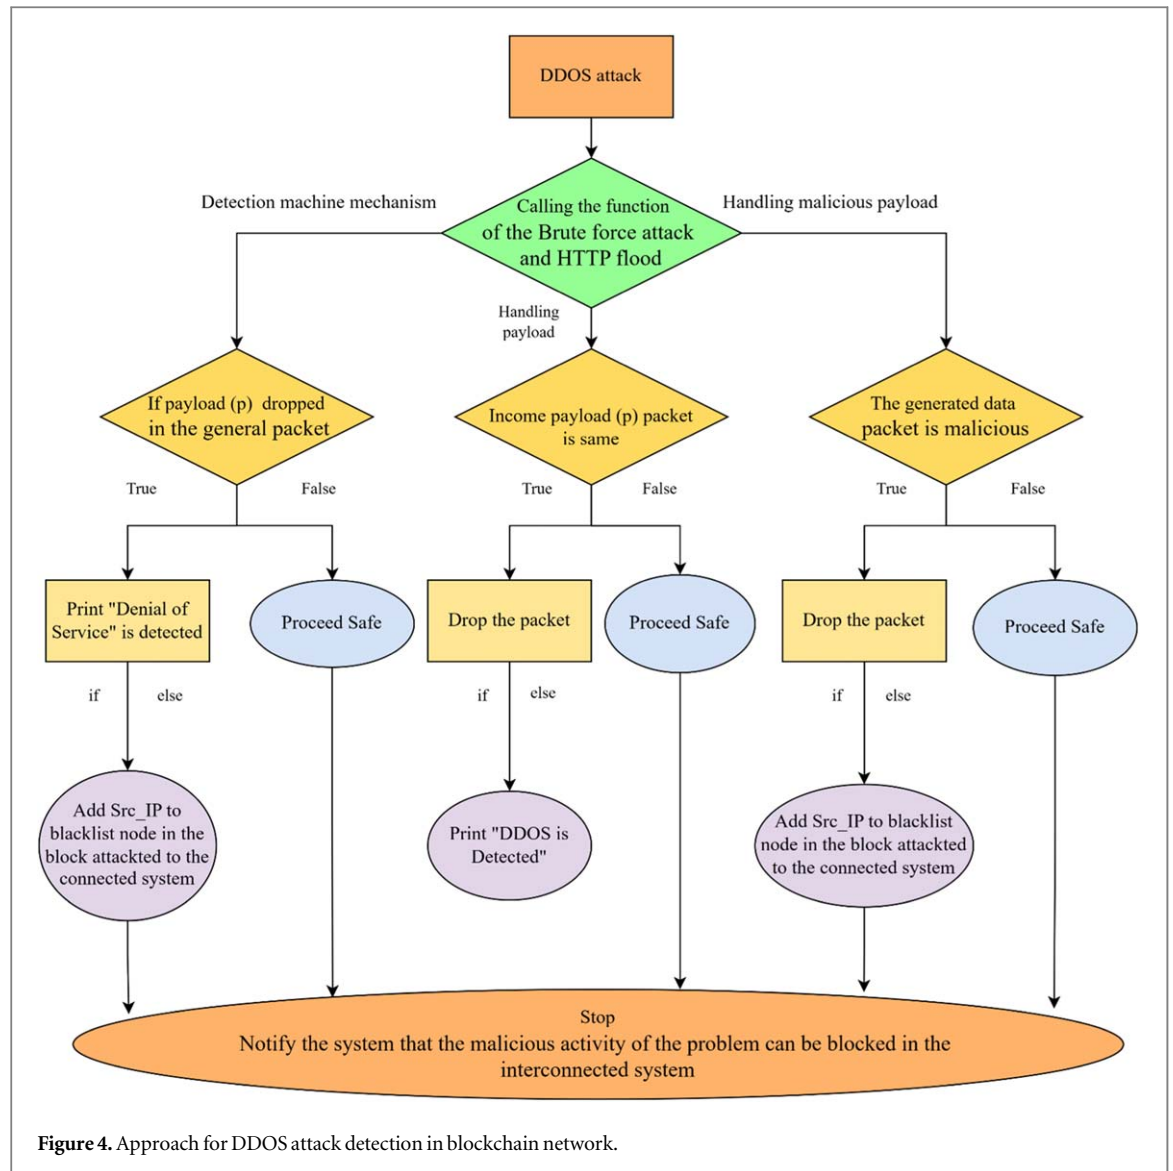 DDOS attack
Detection machine mechanism
Calling the function
of the Brute force attack
and HTTP flood
Handling malicious payload
Handling
payload
If payload (p) dropped
in the general packet
Income payload (p) packet
is same
The generated data
packet is malicious
True
False
True
False
True
False
Print "Denial of
Service" is detected
Proceed Safe
Drop the packet
Proceed Safe
Drop the packet
Proceed Safe
if
else
if
else
if
else
Add Src_IP to
blacklist node in the
block attackted to the
connected system
Print "DDOS is
Detected"
Add Src_IP to blacklist
node in the block attackted
to the connected system
Stop
Notify the system that the malicious activity of the problem can be blocked in the
interconnected system
Figure 4. Approach for DDOS attack detection in blockchain network.